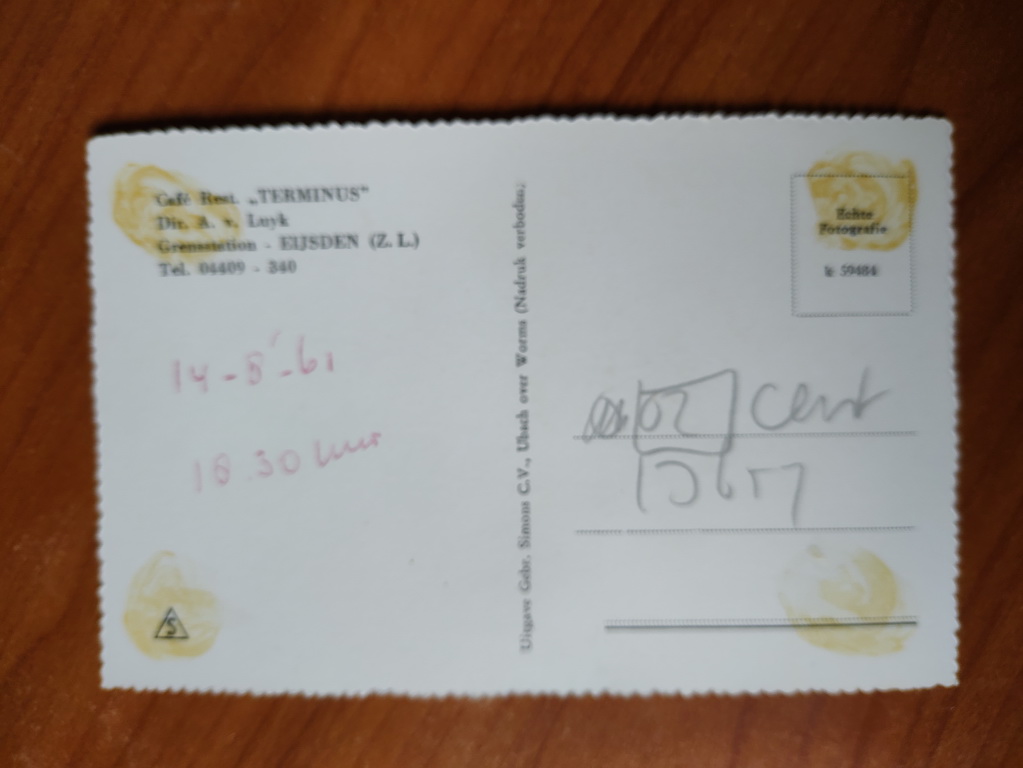 Café Rest. „TERMINUS”
Dir. A. v. Luyk
Grensstation - EIJSDEN (Z. L.)
Tel. 04409 - 340
14-8-61
18.30 uur
S
Uitgave Gebr. Simons C.V., Ubach over Worms (Nadruk verboden)
Echte
Fotografie
k 59484
cent